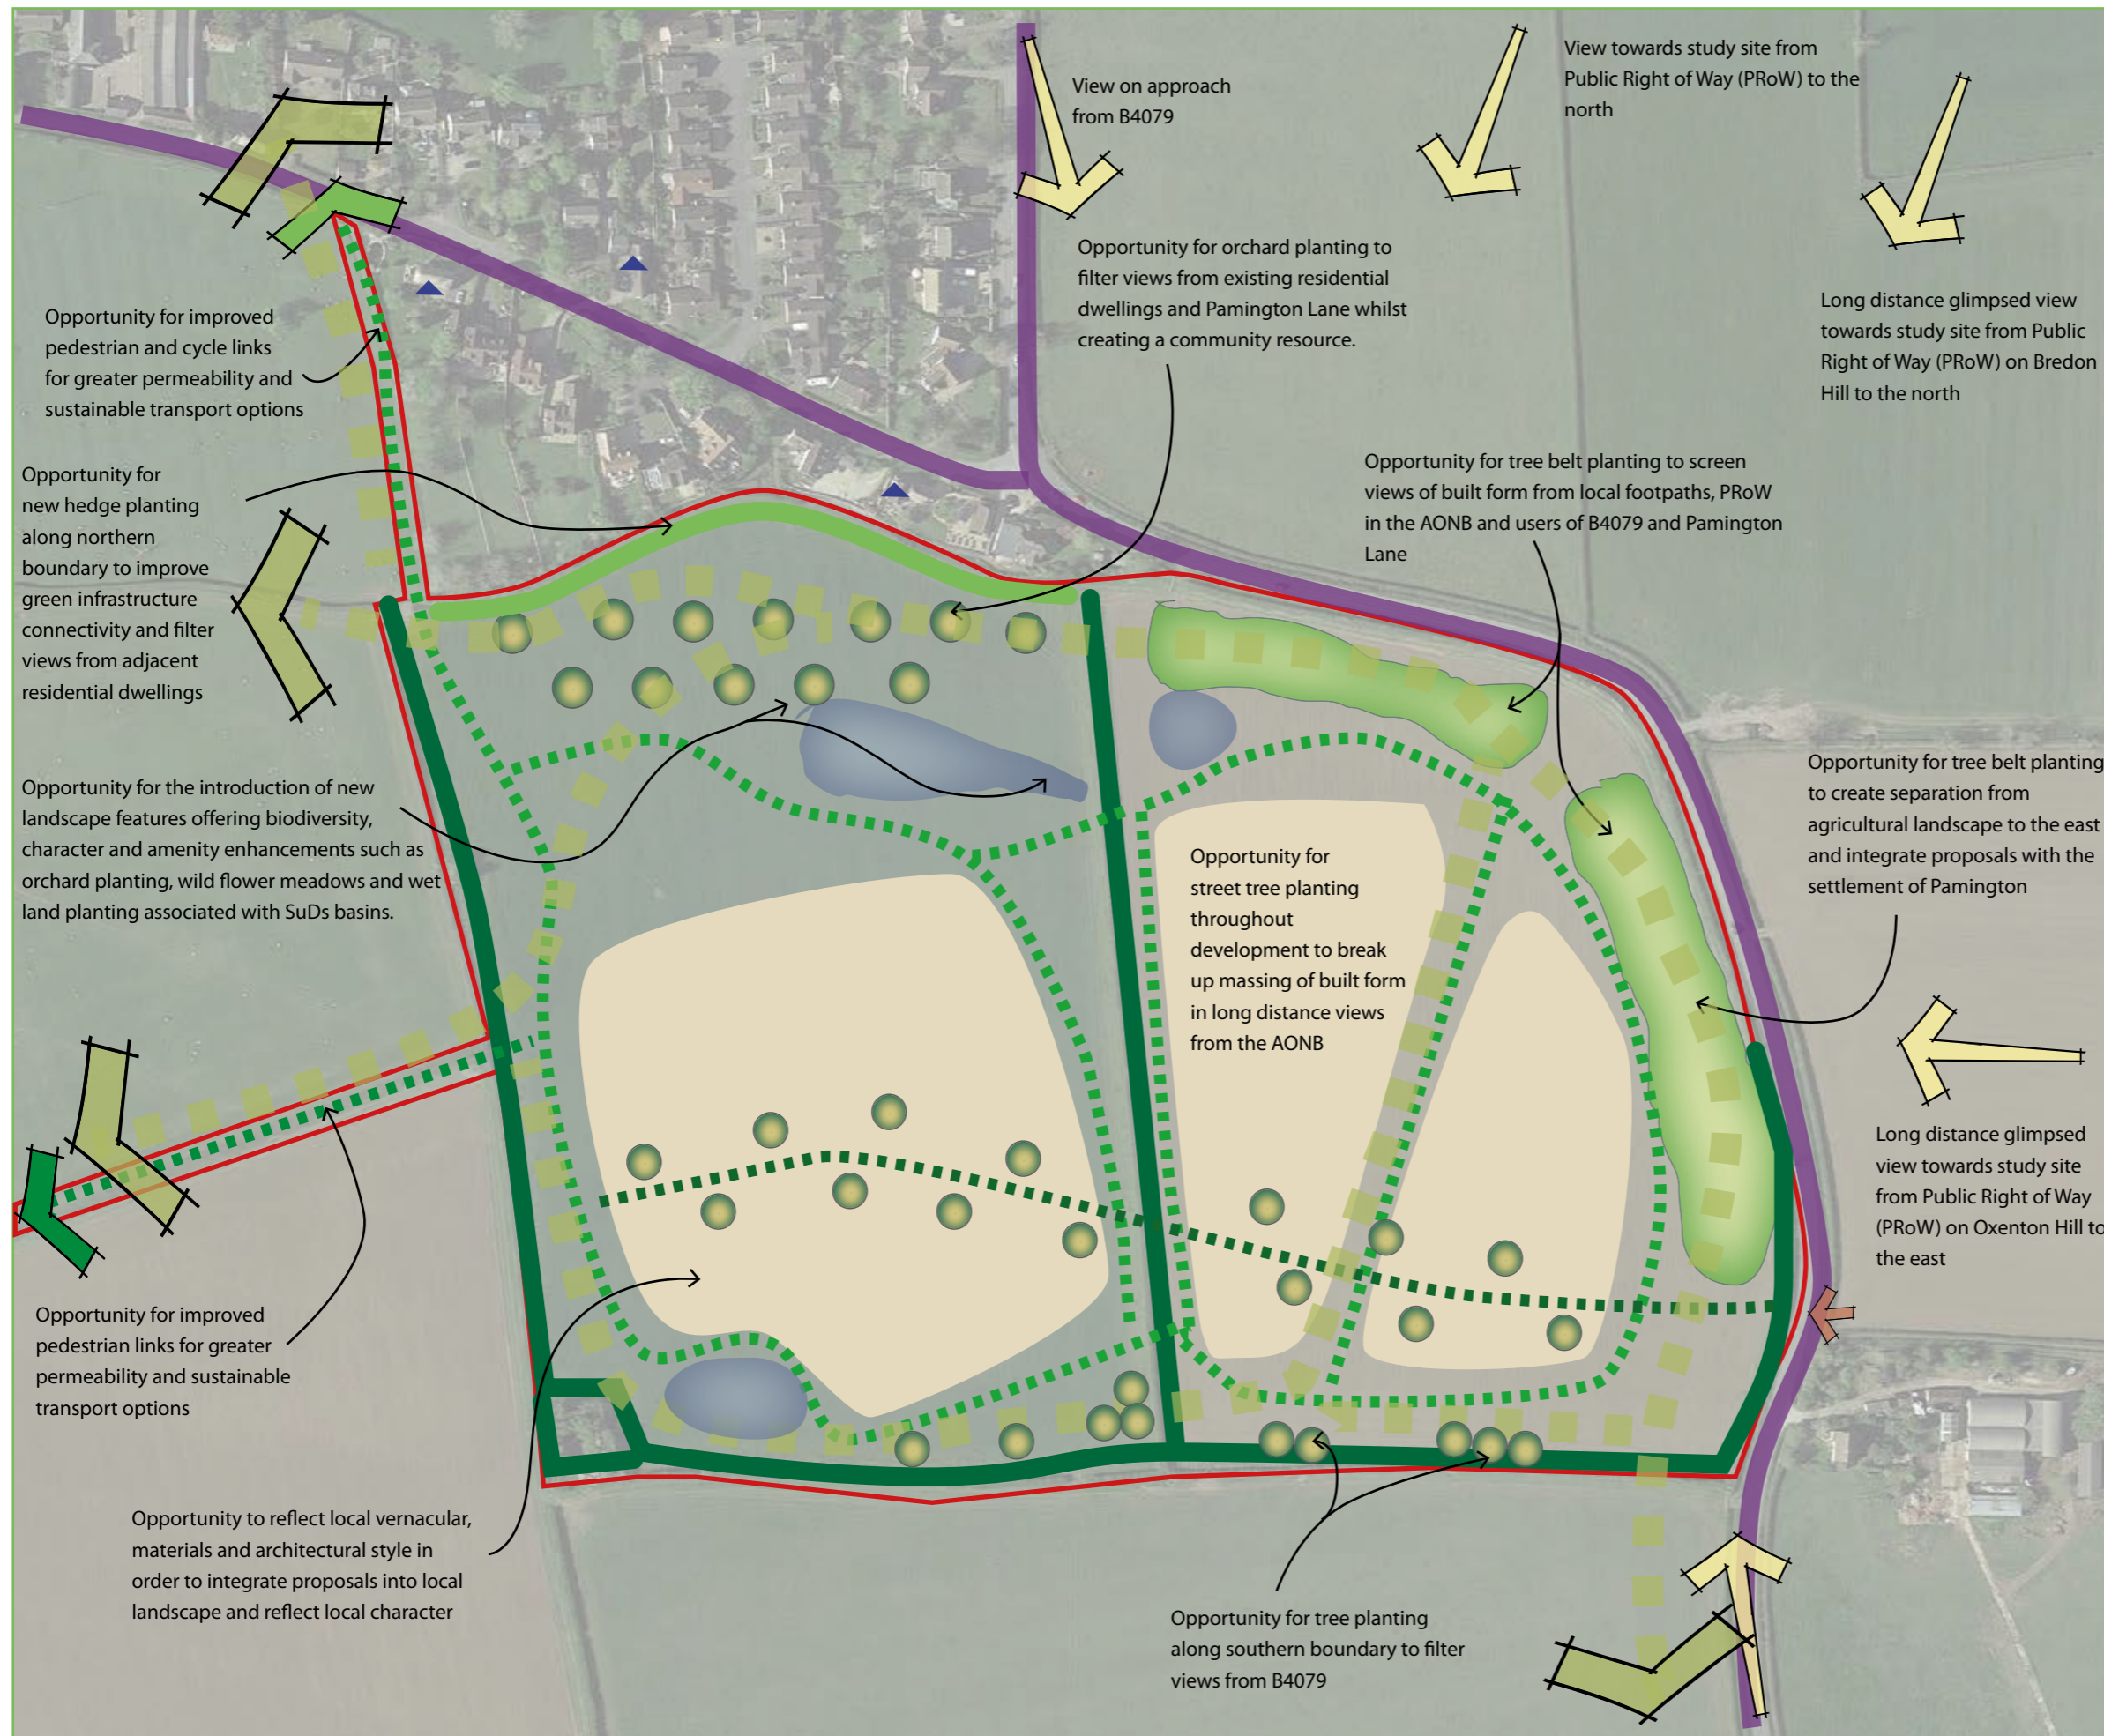 View on approach
from B4079
View towards study site from
Public Right of Way (PRoW) to the
north
Opportunity for orchard planting to
filter views from existing residential
dwellings and Pamington Lane whilst
creating a community resource.
Long distance glimpsed view
towards study site from Public
Right of Way (PRoW) on Bredon
Hill to the north
Opportunity for improved
pedestrian and cycle links
for greater permeability and
sustainable transport options
Opportunity for
new hedge planting
along northern
boundary to improve
green infrastructure
connectivity and filter
views from adjacent
residential dwellings
Opportunity for tree belt planting to screen
views of built form from local footpaths, PRoW
in the AONB and users of B4079 and Pamington
Lane
Opportunity for the introduction of new
landscape features offering biodiversity,
character and amenity enhancements such as
orchard planting, wild flower meadows and wet
land planting associated with SuDs basins.
Opportunity for tree belt planting
to create separation from
agricultural landscape to the east
and integrate proposals with the
settlement of Pamington
Opportunity for
street tree planting
throughout
development to break
up massing of built form
in long distance views
from the AONB
Long distance glimpsed
view towards study site
from Public Right of Way
(PRoW) on Oxenton Hill to
the east
Opportunity for improved
pedestrian links for greater
permeability and sustainable
transport options
Opportunity to reflect local vernacular,
materials and architectural style in
order to integrate proposals into local
landscape and reflect local character
Opportunity for tree planting
along southern boundary to filter
views from B4079